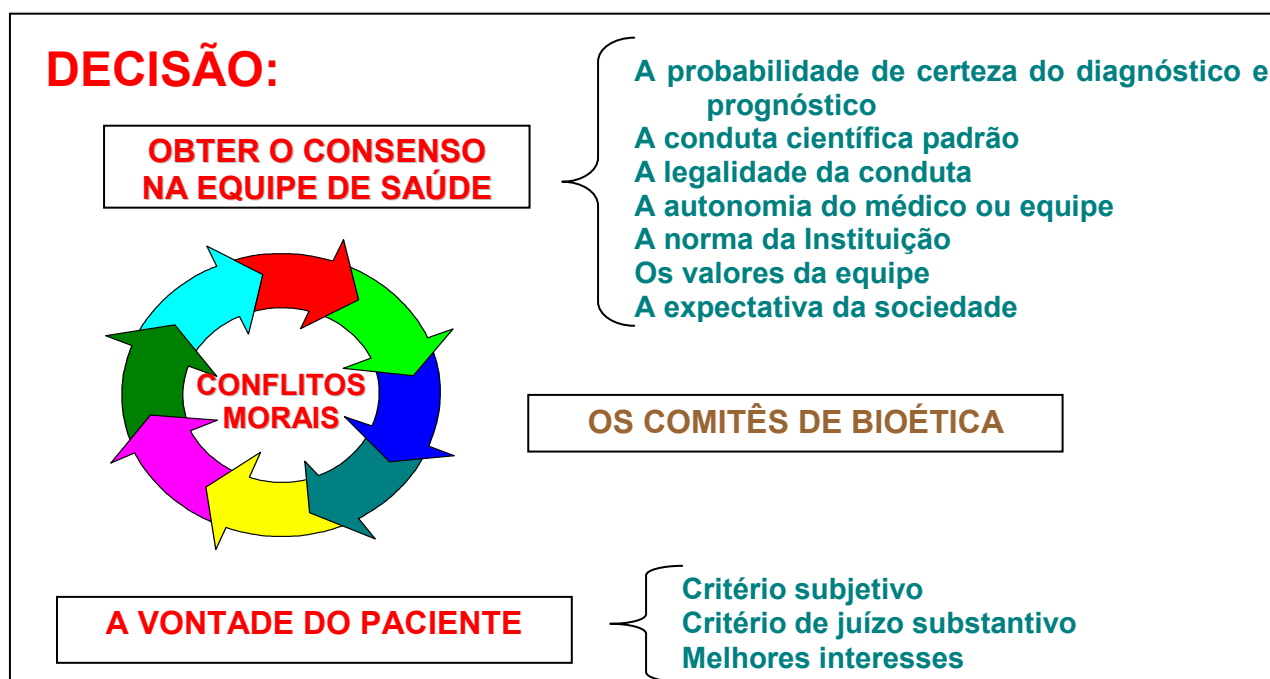 DECISÃO:
OBTER O CONSENSO
NA EQUIPE DE SAÚDE
A probabilidade de certeza do diagnóstico e
prognóstico
A conduta científica padrão
A legalidade da conduta
A autonomia do médico ou equipe
A norma da Instituição
Os valores da equipe
A expectativa da sociedade
CONFLITOS
MORAIS
OS COMITÊS DE BIOÉTICA
A VONTADE DO PACIENTE
Critério subjetivo
Critério de juízo substantivo
Melhores interesses